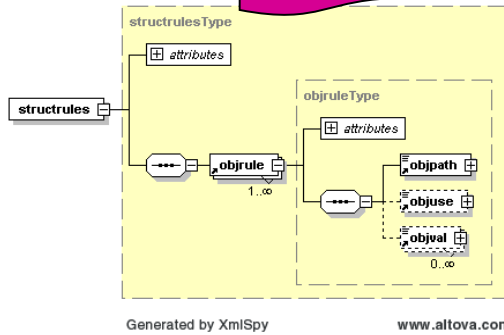 structrulesType
attributes
structrules
objruleType
objrule
attributes
1..∞
objpath
objuse
objval
0..∞
Generated by XmlSpy www.altova.com